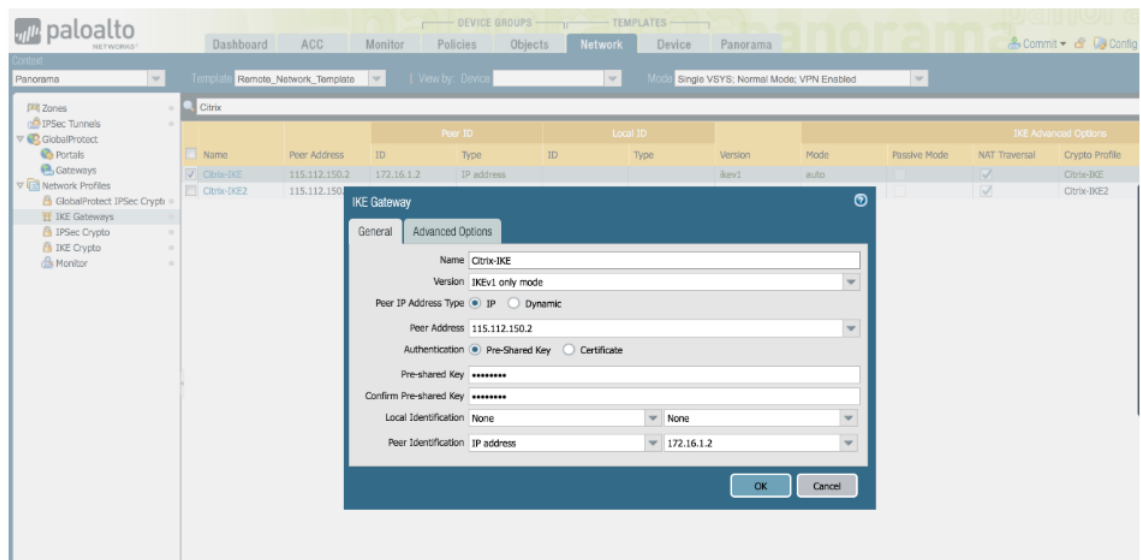 DEVICE GROUPS TEMPLATES
paloalto
NETWORKS
Dashboard ACC Monitor Policies Objects Network Device Panorama Commit Config
Context
Panorama Template Remote_Network_Template View by: Device Mode Single VSYS; Normal Mode; VPN Enabled
Zones
IPSec Tunnels
GlobalProtect
Portals
Gateways
Network Profiles
GlobalProtect IPSec Crypt
IKE Gateways
IPSec Crypto
IKE Crypto
Monitor
Citrix
Peer ID Local ID IKE Advanced Options
Name Peer Address ID Type ID Type Version Mode Passive Mode NAT Traversal Crypto Profile
Citrix-IKE 115.112.150.2 172.16.1.2 IP address ikev1 auto Citrix-IKE
Citrix-IKE2 115.112.150. Citrix-IKE2
IKE Gateway
General Advanced Options
Name Citrix-IKE
Version IKEv1 only mode
Peer IP Address Type IP Dynamic
Peer Address 115.112.150.2
Authentication Pre-Shared Key Certificate
Pre-shared Key ••••••••
Confirm Pre-shared Key ••••••••
Local Identification None None
Peer Identification IP address 172.16.1.2
OK Cancel